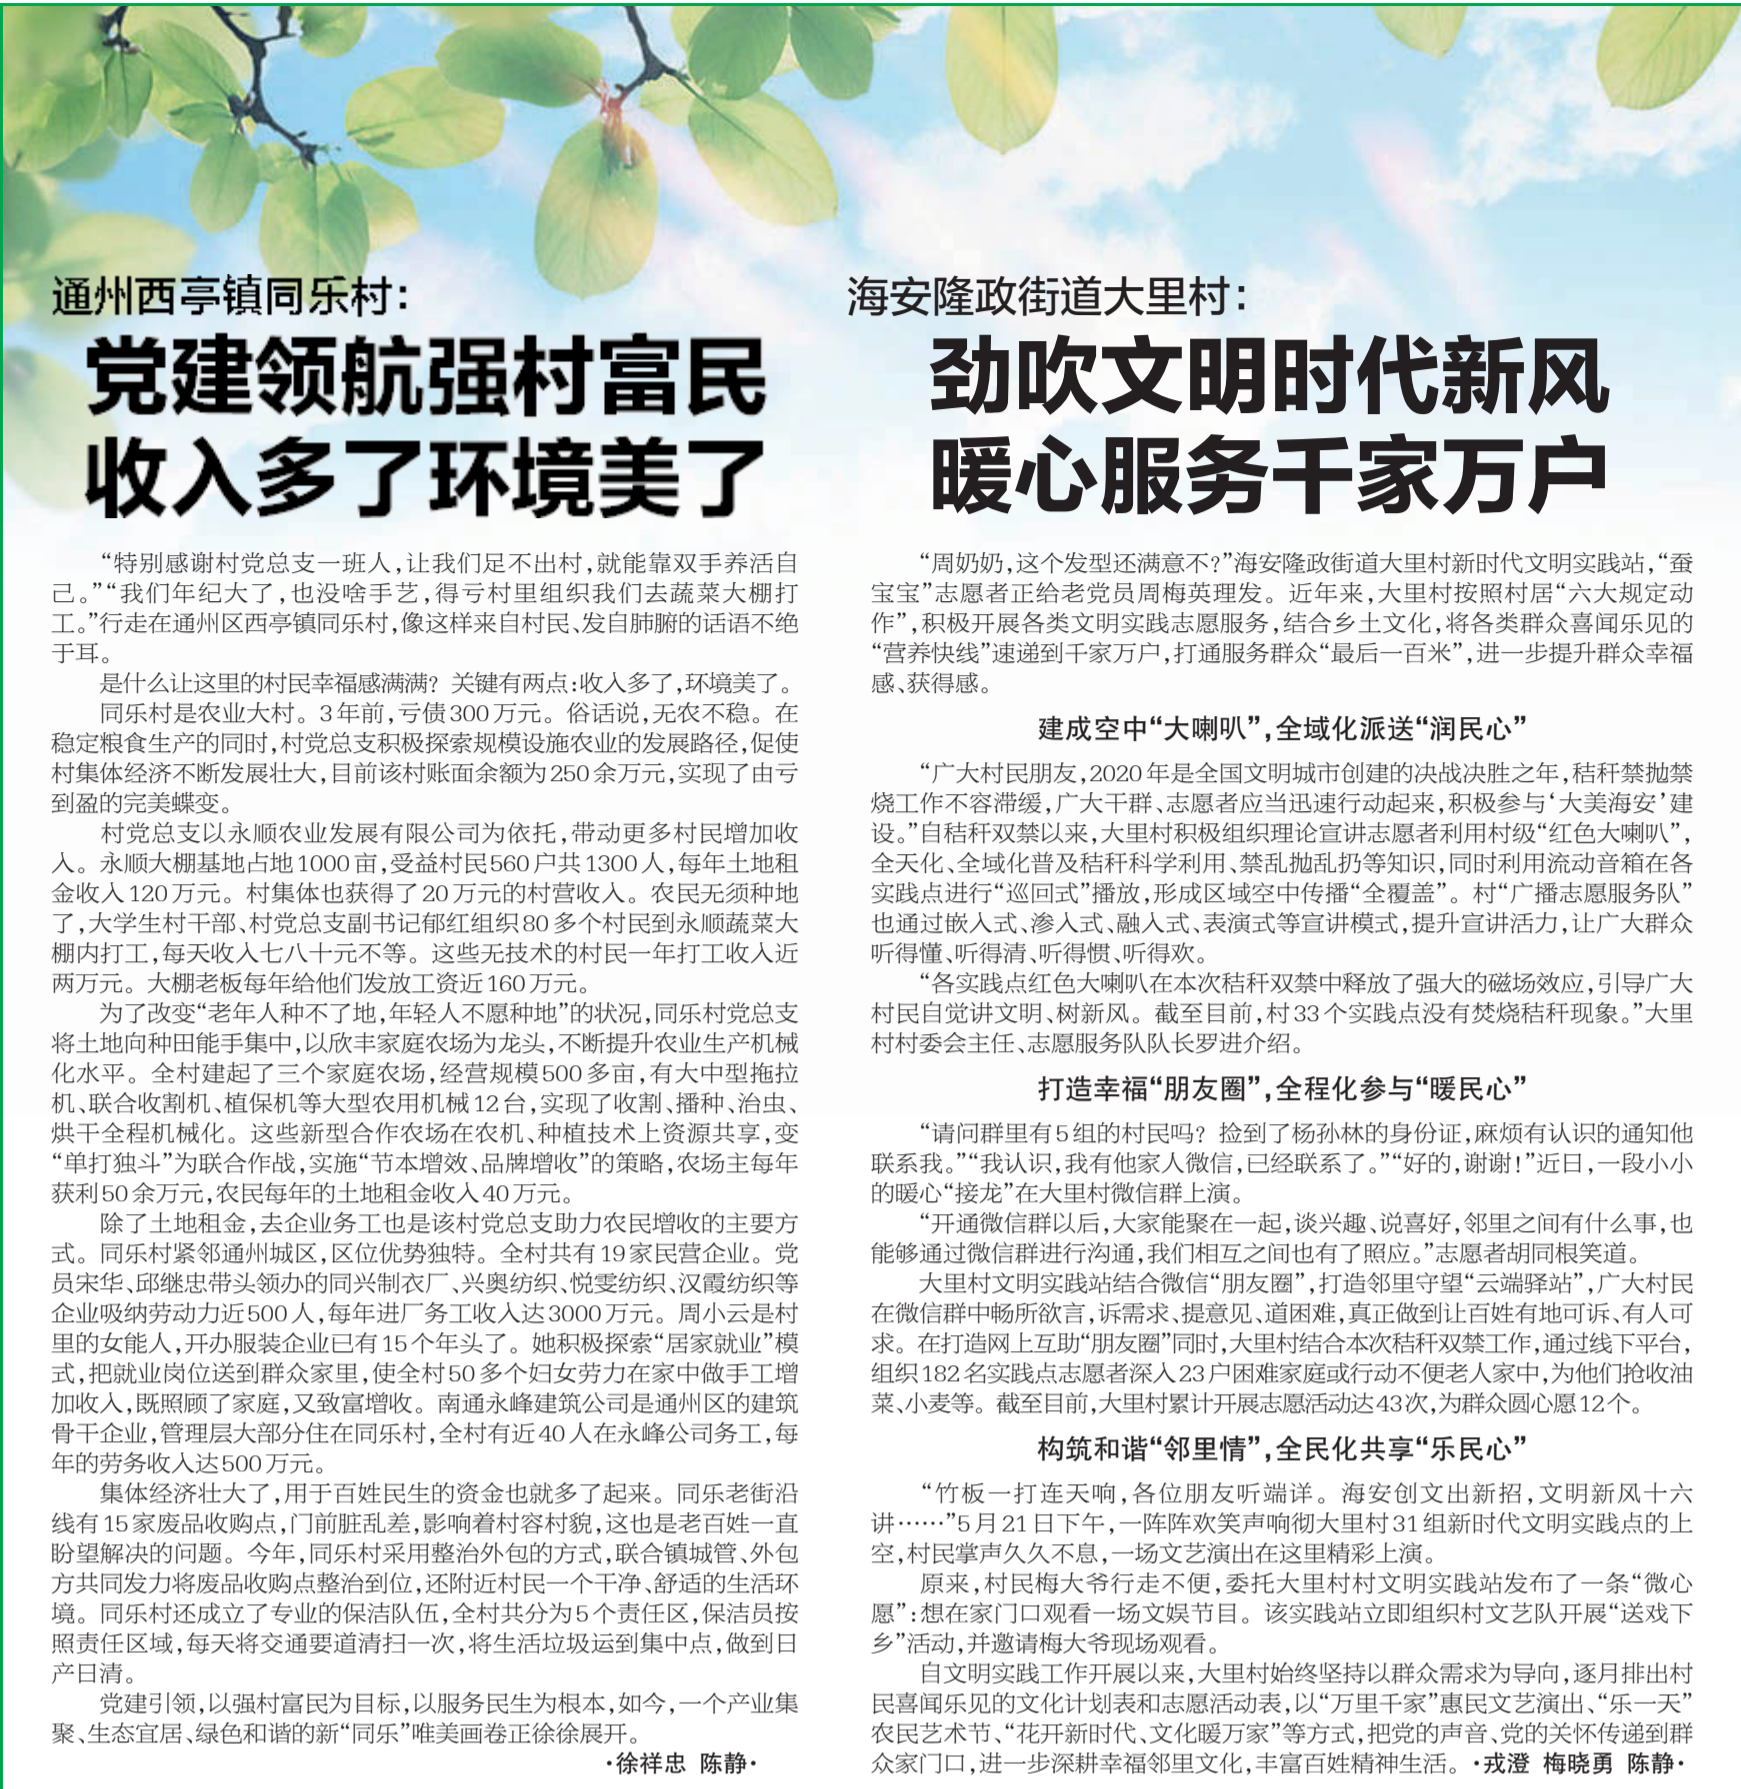 通州西亭镇同乐村：
党建领航强村富民
收入多了环境美了
“特别感谢村党总支一班人，让我们足不出村，就能靠双手养活自
己。”“我们年纪大了，也没啥手艺，得亏村里组织我们去蔬菜大棚打
工。”行走在通州区西亭镇同乐村，像这样来自村民、发自肺腑的话语不绝
于耳。
是什么让这里的村民幸福感满满？关键有两点：收入多了，环境美了。
同乐村是农业大村。3年前，亏债300万元。俗话说，无农不稳。在
稳定粮食生产的同时，村党总支积极探索规模设施农业的发展路径，促使
村集体经济不断发展壮大，目前该村账面余额为250余万元，实现了由亏
到盈的完美蝶变。
村党总支以永顺农业发展有限公司为依托，带动更多村民增加收
入。永顺大棚基地占地1000亩，受益村民560户共1300人，每年土地租
金收入120万元。村集体也获得了20万元的村营收入。农民无须种地
了，大学生村干部、村党总支副书记郁红组织80多个村民到永顺蔬菜大
棚内打工，每天收入七八十元不等。这些无技术的村民一年打工收入近
两万元。大棚老板每年给他们发放工资近160万元。
为了改变“老年人种不了地，年轻人不愿种地”的状况，同乐村党总支
将土地向种田能手集中，以欣丰家庭农场为龙头，不断提升农业生产机械
化水平。全村建起了三个家庭农场，经营规模500多亩，有大中型拖拉
机、联合收割机、植保机等大型农用机械12台，实现了收割、播种、治虫、
烘干全程机械化。这些新型合作农场在农机、种植技术上资源共享，变
“单打独斗”为联合作战，实施“节本增效、品牌增收”的策略，农场主每年
获利50余万元，农民每年的土地租金收入40万元。
除了土地租金，去企业务工也是该村党总支助力农民增收的主要方
式。同乐村紧邻通州城区，区位优势独特。全村共有19家民营企业。党
员宋华、邱继忠带头领办的同兴制衣厂、兴奥纺织、悦雯纺织、汉霞纺织等
企业吸纳劳动力近500人，每年进厂务工收入达3000万元。周小云是村
里的女能人，开办服装企业已有15个年头了。她积极探索“居家就业”模
式，把就业岗位送到群众家里，使全村50多个妇女劳力在家中做手工增
加收入，既照顾了家庭，又致富增收。南通永峰建筑公司是通州区的建筑
骨干企业，管理层大部分住在同乐村，全村有近40人在永峰公司务工，每
年的劳务收入达500万元。
集体经济壮大了，用于百姓民生的资金也就多了起来。同乐老街沿
线有15家废品收购点，门前脏乱差，影响着村容村貌，这也是老百姓一直
盼望解决的问题。今年，同乐村采用整治外包的方式，联合镇城管、外包
方共同发力将废品收购点整治到位，还附近村民一个干净、舒适的生活环
境。同乐村还成立了专业的保洁队伍，全村共分为5个责任区，保洁员按
照责任区域，每天将交通要道清扫一次，将生活垃圾运到集中点，做到日
产日清。
党建引领，以强村富民为目标，以服务民生为根本，如今，一个产业集
聚、生态宜居、绿色和谐的新“同乐”唯美画卷正徐徐展开。
·徐祥忠 陈静·
海安隆政街道大里村：
劲吹文明时代新风
暖心服务千家万户
“周奶奶，这个发型还满意不？”海安隆政街道大里村新时代文明实践站，“蚕
宝宝”志愿者正给老党员周梅英理发。近年来，大里村按照村居“六大规定动
作”，积极开展各类文明实践志愿服务，结合乡土文化，将各类群众喜闻乐见的
“营养快线”速递到千家万户，打通服务群众“最后一百米”，进一步提升群众幸福
感、获得感。
建成空中“大喇叭”，全域化派送“润民心”
“广大村民朋友，2020年是全国文明城市创建的决战决胜之年，秸秆禁抛禁
烧工作不容滞缓，广大干群、志愿者应当迅速行动起来，积极参与‘大美海安’建
设。”自秸秆双禁以来，大里村积极组织理论宣讲志愿者利用村级“红色大喇叭”，
全天化、全域化普及秸秆科学利用、禁乱抛乱扔等知识，同时利用流动音箱在各
实践点进行“巡回式”播放，形成区域空中传播“全覆盖”。村“广播志愿服务队”
也通过嵌入式、渗入式、融入式、表演式等宣讲模式，提升宣讲活力，让广大群众
听得懂、听得清、听得惯、听得欢。
“各实践点红色大喇叭在本次秸秆双禁中释放了强大的磁场效应，引导广大
村民自觉讲文明、树新风。截至目前，村33个实践点没有焚烧秸秆现象。”大里
村村委会主任、志愿服务队队长罗进介绍。
打造幸福“朋友圈”，全程化参与“暖民心”
“请问群里有5组的村民吗？捡到了杨孙林的身份证，麻烦有认识的通知他
联系我。”“我认识，我有他家人微信，已经联系了。”“好的，谢谢！”近日，一段小小
的暖心“接龙”在大里村微信群上演。
“开通微信群以后，大家能聚在一起，谈兴趣、说喜好，邻里之间有什么事，也
能够通过微信群进行沟通，我们相互之间也有了照应。”志愿者胡同根笑道。
大里村文明实践站结合微信“朋友圈”，打造邻里守望“云端驿站”，广大村民
在微信群中畅所欲言，诉需求、提意见、道困难，真正做到让百姓有地可诉、有人可
求。在打造网上互助“朋友圈”同时，大里村结合本次秸秆双禁工作，通过线下平台，
组织182名实践点志愿者深入23户困难家庭或行动不便老人家中，为他们抢收油
菜、小麦等。截至目前，大里村累计开展志愿活动达43次，为群众圆心愿12个。
构筑和谐“邻里情”，全民化共享“乐民心”
“竹板一打连天响，各位朋友听端详。海安创文出新招，文明新风十六
讲……”5月21日下午，一阵阵欢笑声响彻大里村31组新时代文明实践点的上
空，村民掌声久久不息，一场文艺演出在这里精彩上演。
原来，村民梅大爷行走不便，委托大里村村文明实践站发布了一条“微心
愿”：想在家门口观看一场文娱节目。该实践站立即组织村文艺队开展“送戏下
乡”活动，并邀请梅大爷现场观看。
自文明实践工作开展以来，大里村始终坚持以群众需求为导向，逐月排出村
民喜闻乐见的文化计划表和志愿活动表，以“万里千家”惠民文艺演出、“乐一天”
农民艺术节、“花开新时代、文化暖万家”等方式，把党的声音、党的关怀传递到群
众家门口，进一步深耕幸福邻里文化，丰富百姓精神生活。·戎澄 梅晓勇 陈静·